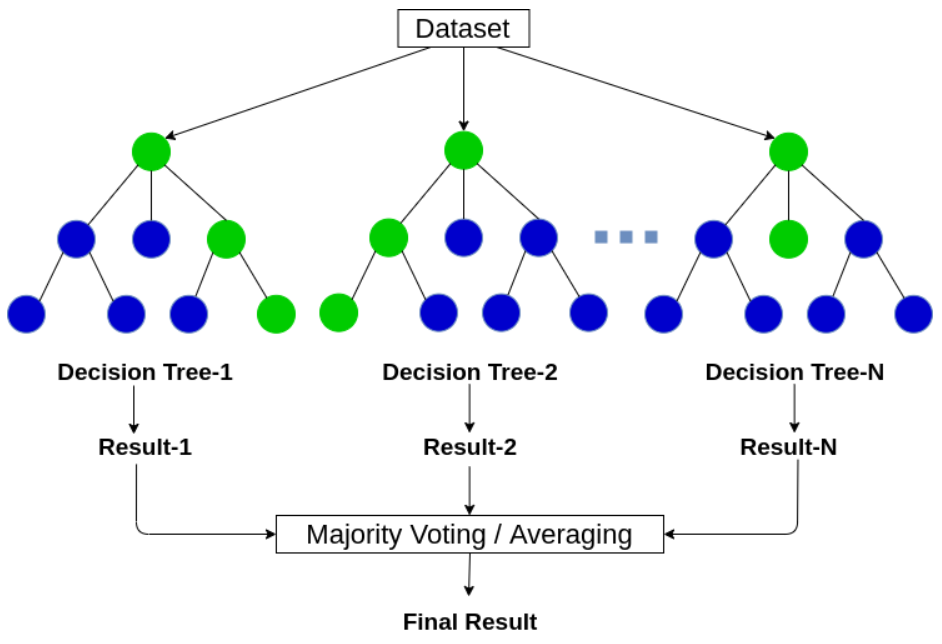 Dataset
Decision Tree-1
Decision Tree-2
Decision Tree-N
Result-1
Result-2
Result-N
Majority Voting / Averaging
Final Result